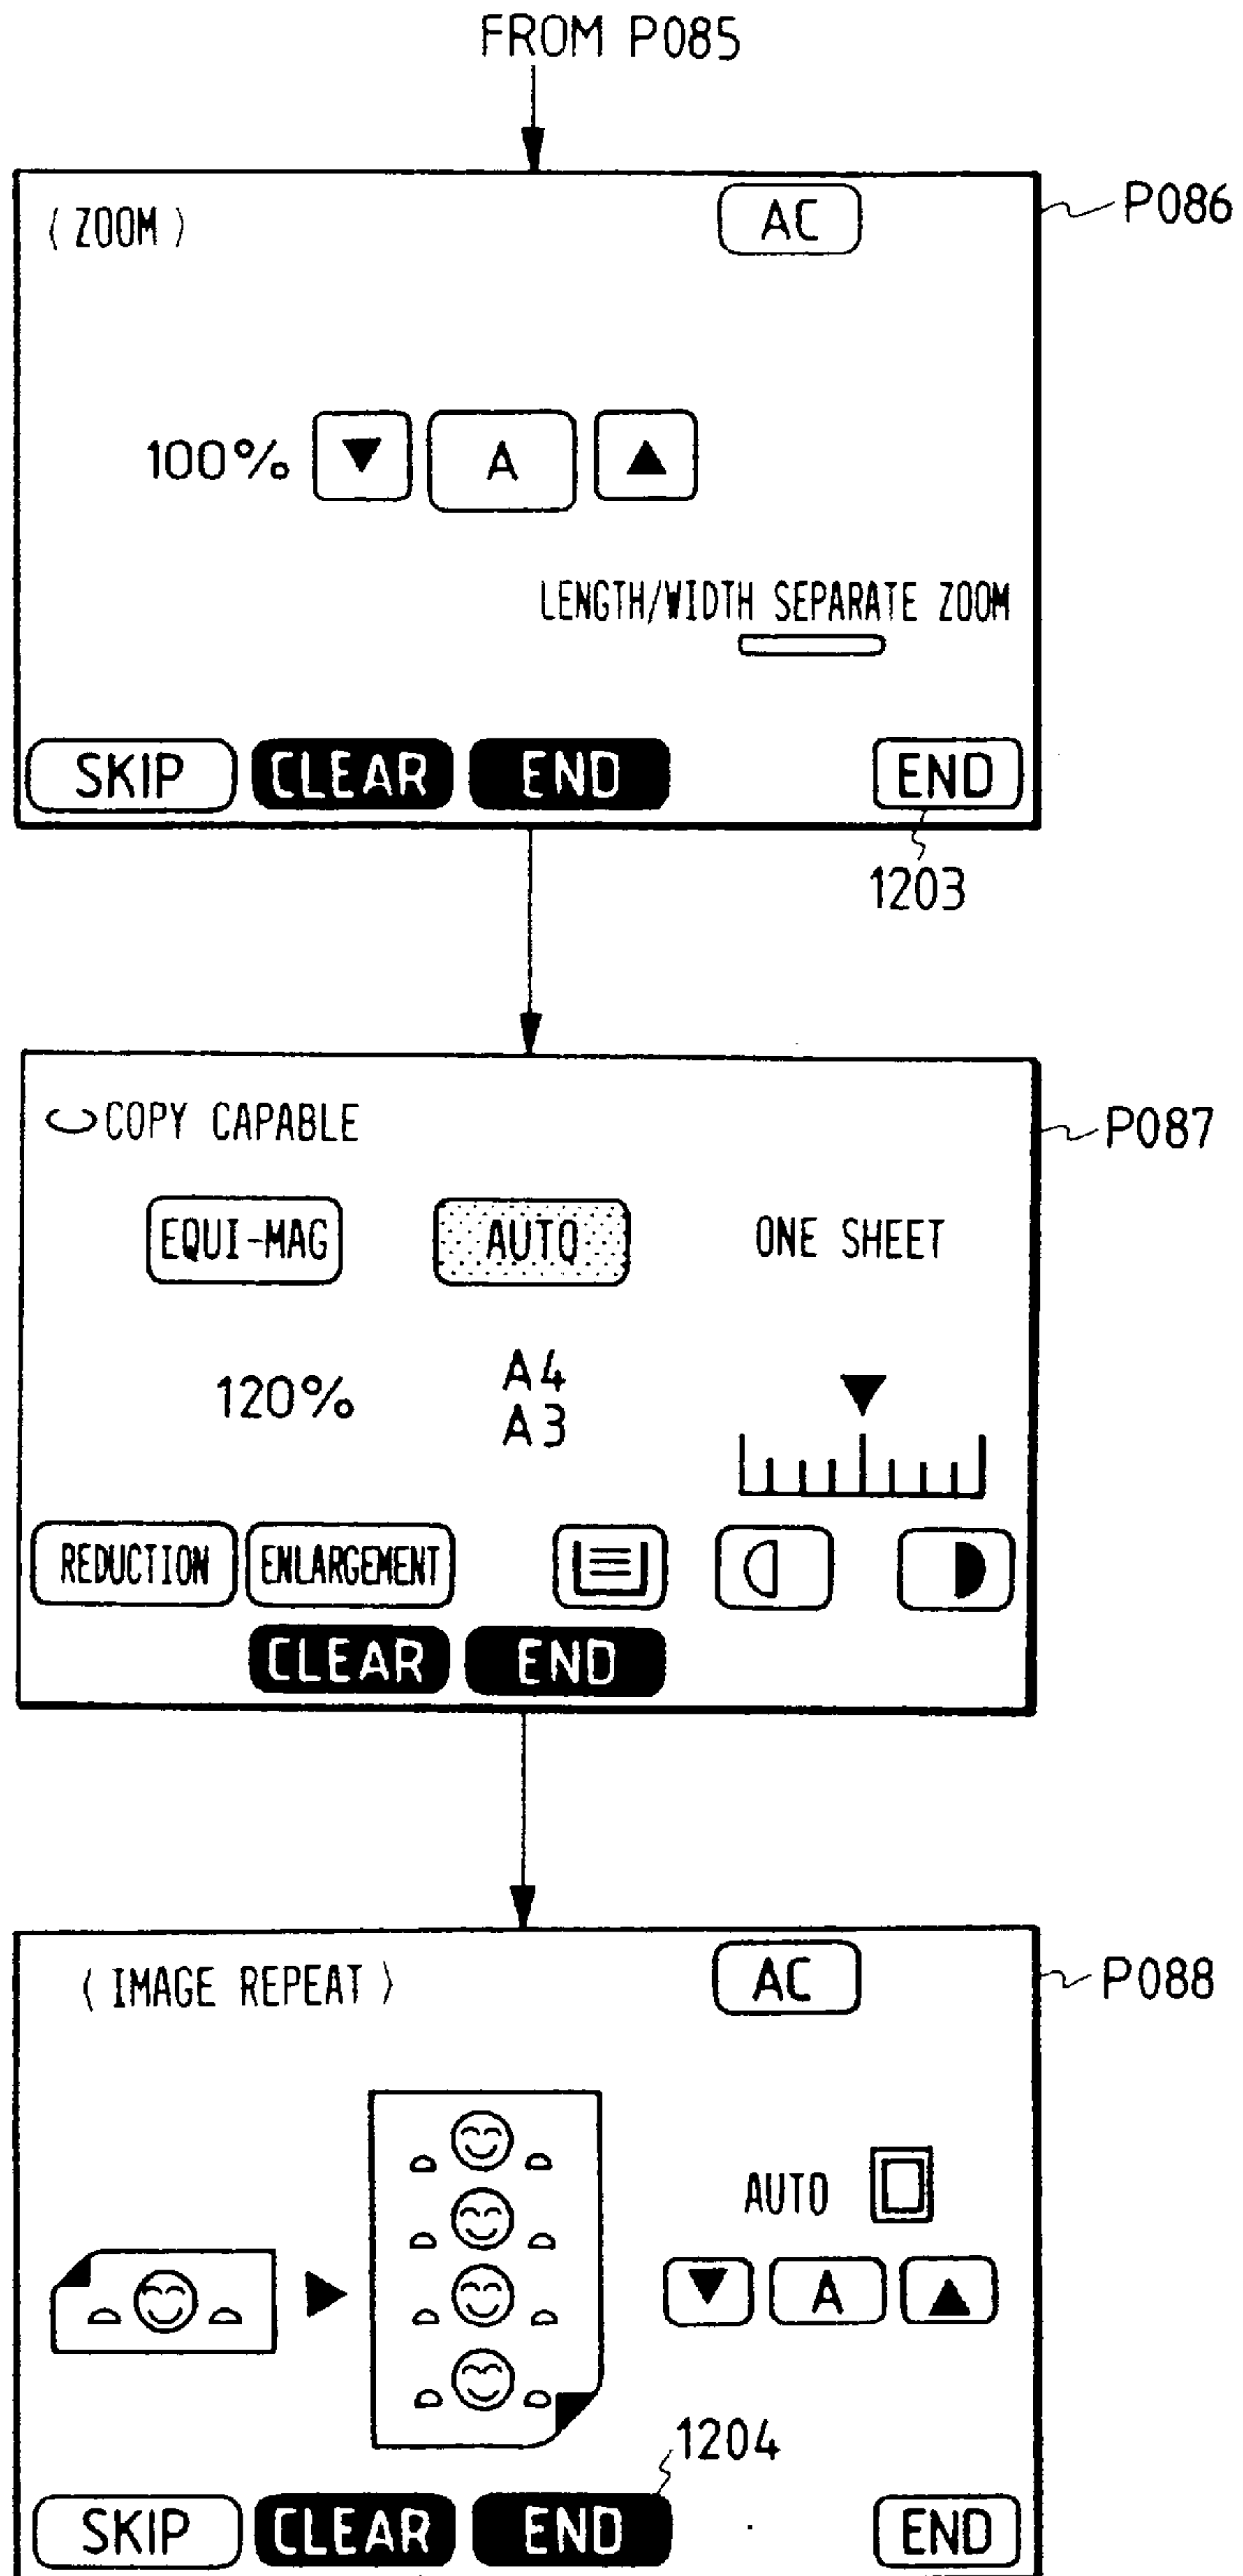 FROM P085
P086
(ZOOM)
AC
100%
A
LENGTH/WIDTH SEPARATE ZOOM
SKIP CLEAR END END
1203
P087
COPY CAPABLE
EQUI-MAG AUTO ONE SHEET
120%
A4
A3
REDUCTION ENLARGEMENT
CLEAR END
P088
(IMAGE REPEAT)
AC
AUTO
A
1204
SKIP CLEAR END END